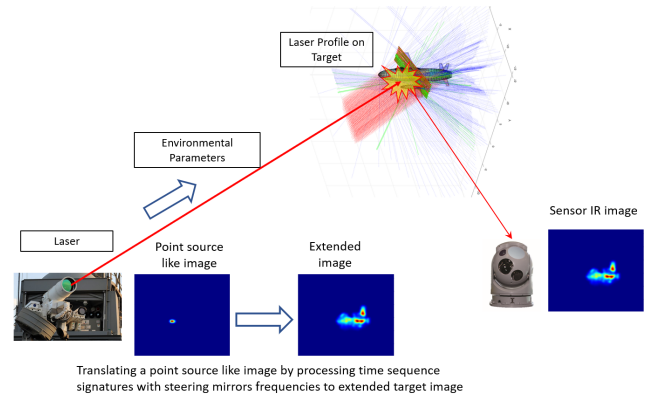 Laser Profile on
Target
Environmental
Parameters
Sensor IR image
Laser
Point source
like image
Extended
image
Translating a point source like image by processing time sequence
signatures with steering mirrors frequencies to extended target image